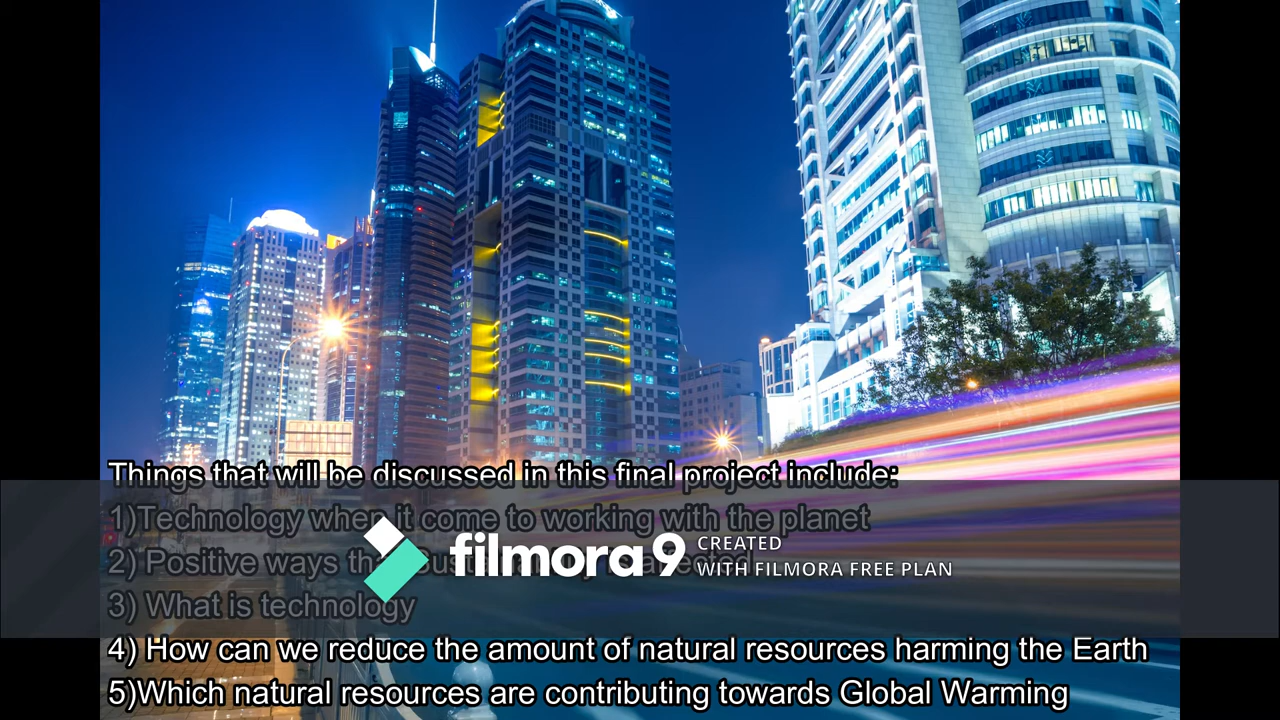 Things that will be discussed in this final project include:
1)Technology when it come to working with the planet
2) Positive ways
filmora9 CREATED
WITH FILMORA FREE PLAN
3) What is technology
4) How can we reduce the amount of natural resources harming the Earth
5)Which natural resources are contributing towards Global Warming